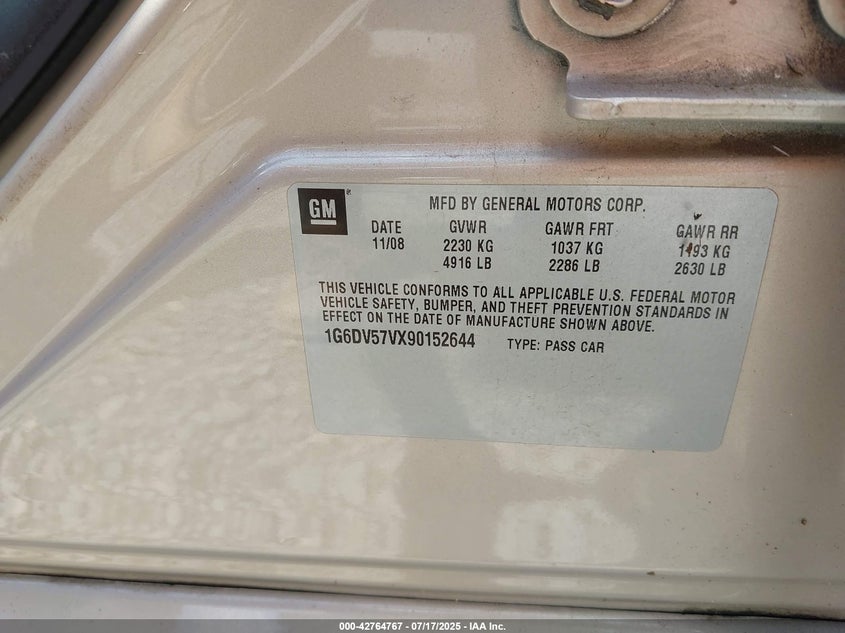 GM
MFD BY GENERAL MOTORS CORP.
DATE GVWR GAWR FRT GAWR RR
11/08 2230 KG 1037 KG 1193 KG
4916 LB 2286 LB 2630 LB
THIS VEHICLE CONFORMS TO ALL APPLICABLE U.S. FEDERAL MOTOR
VEHICLE SAFETY, BUMPER, AND THEFT PREVENTION STANDARDS IN
EFFECT ON THE DATE OF MANUFACTURE SHOWN ABOVE.
1G6DV57VX90152644 TYPE: PASS CAR
000-42764767 - 07/17/2025 - IAA Inc.